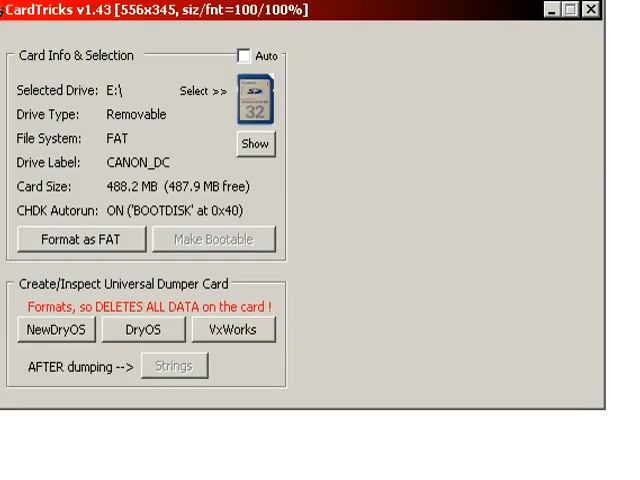 CardTricks v1.43 [556x345, siz/fnt=100/100%]
Card Info & Selection
Auto
Selected Drive: E:\ Select >>
Drive Type: Removable
32
File System: FAT
Show
Drive Label: CANON_DC
Card Size: 488.2 MB (487.9 MB free)
CHDK Autorun: ON ('BOOTDISK' at 0x40)
Format as FAT Make Bootable
Create/Inspect Universal Dumper Card
Formats, so DELETES ALL DATA on the card !
NewDryOS DryOS VxWorks
AFTER dumping --> Strings